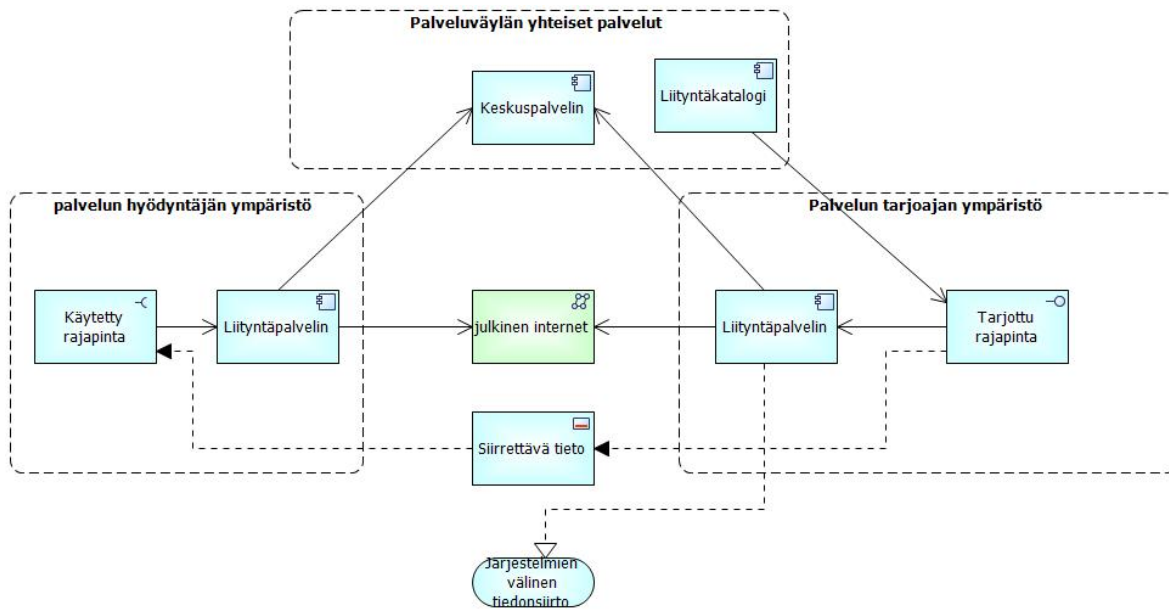 Palveluväylän yhteiset palvelut
Keskuspalvelin
Liityntäkatalogi
palvelun hyödyntäjän ympäristö
Palvelun tarjoajan ympäristö
Käytetty
rajapinta
Liityntäpalvelin
julkinen internet
Liityntäpalvelin
Tarjottu
rajapinta
Siirrettävä tieto
Järjestelmien
välinen
tiedonsiirto